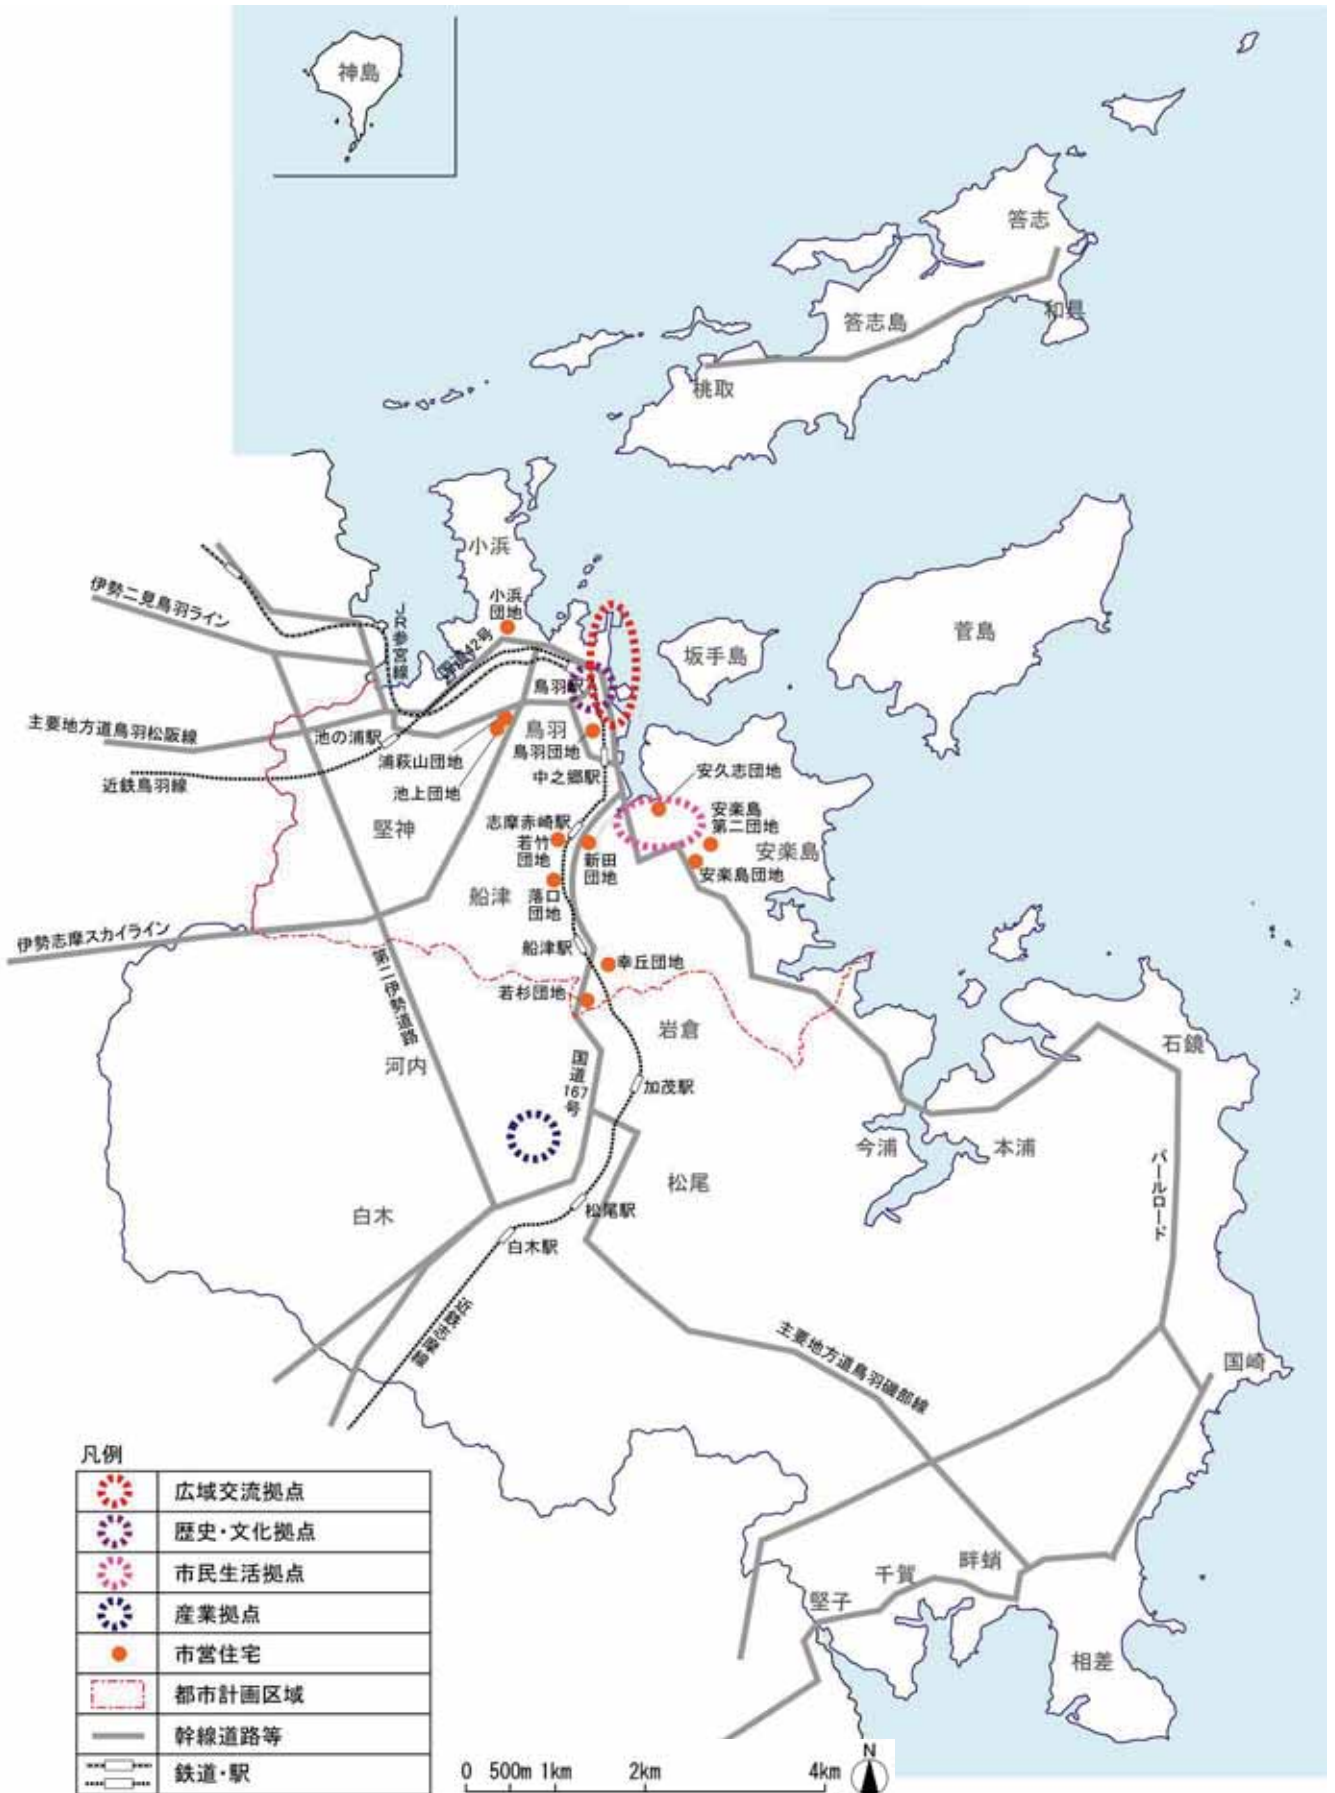 神島
答志
答志島
和具
桃取
小浜
小浜
団地
菅島
坂手島
伊勢二見鳥羽ライン
JR参宮線
国道42号
鳥羽駅
主要地方道鳥羽松阪線
池の浦駅
鳥羽
浦萩山団地
鳥羽団地
近鉄鳥羽線
池上団地
中之郷駅
安久志団地
安楽島
第二団地
安楽島
安楽島団地
堅神
志摩赤崎駅
若竹
団地
新田
団地
船津
落口
団地
伊勢志摩スカイライン
船津駅
幸丘団地
第二伊勢道路
若杉団地
岩倉
河内
国道
167
号
加茂駅
石鏡
今浦
本浦
パールロード
松尾
白木
松尾駅
白木駅
近鉄志摩線
主要地方道鳥羽磯部線
国崎
畔蛸
千賀
堅子
相差
凡例
広域交流拠点
歴史・文化拠点
市民生活拠点
産業拠点
市営住宅
都市計画区域
幹線道路等
鉄道・駅
0 500m 1km 2km 4km
N